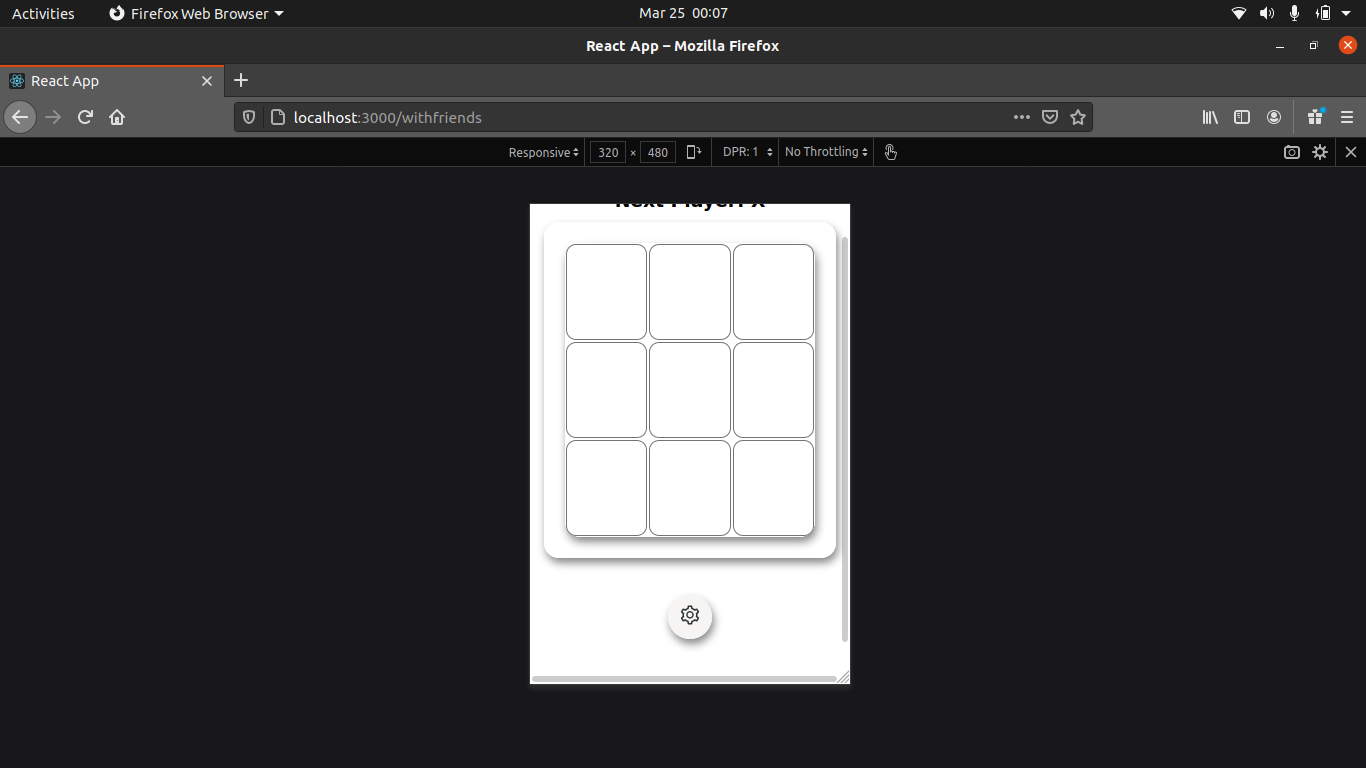 Activities Firefox Web Browser Mar 25 00:07
React App – Mozilla Firefox
React App
localhost:3000/withfriends
Responsive 320 × 480 DPR: 1 No Throttling
Next Player: X